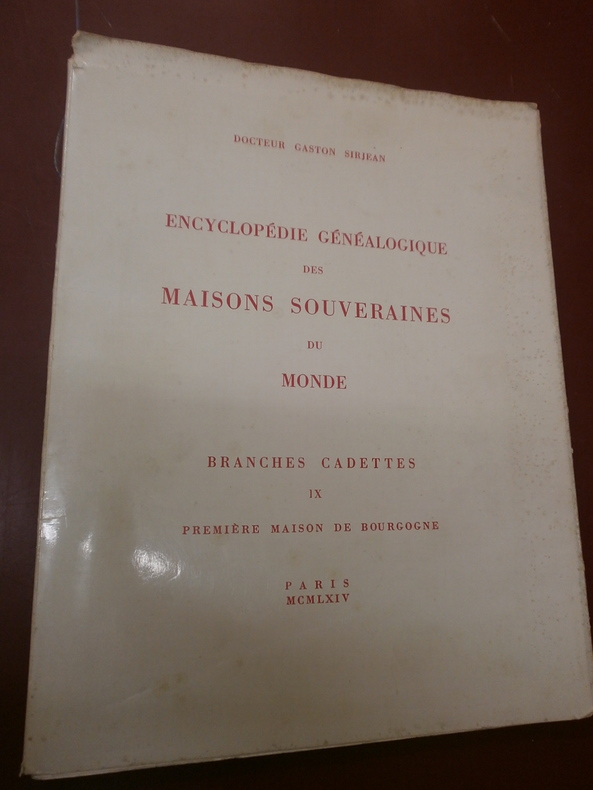 DOCTEUR GASTON SIRJEAN
ENCYCLOPÉDIE GÉNÉALOGIQUE
DES
MAISONS SOUVERAINES
DU
MONDE
BRANCHES CADETTES
IX
PREMIÈRE MAISON DE BOURGOGNE
PARIS
MCMLXIV